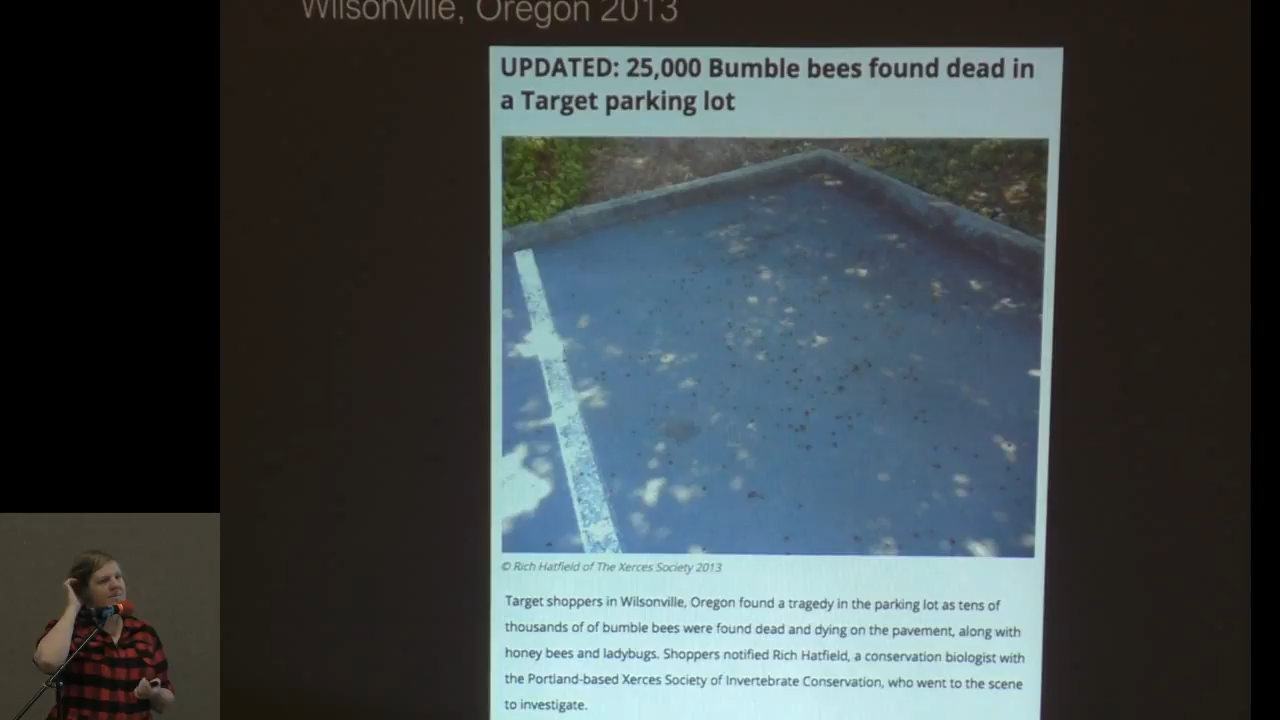 Wilsonville, Oregon 2013
UPDATED: 25,000 Bumble bees found dead in
a Target parking lot
© Rich Hatfield of The Xerces Society 2013
Target shoppers in Wilsonville, Oregon found a tragedy in the parking lot as tens of
thousands of of bumble bees were found dead and dying on the pavement, along with
honey bees and ladybugs. Shoppers notified Rich Hatfield, a conservation biologist with
the Portland-based Xerces Society of Invertebrate Conservation, who went to the scene
to investigate.